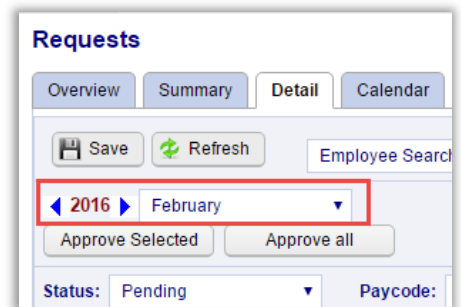 Requests
Overview Summary Detail Calendar
Save Refresh Employee Search
2016 February
Approve Selected Approve all
Status: Pending Paycode: